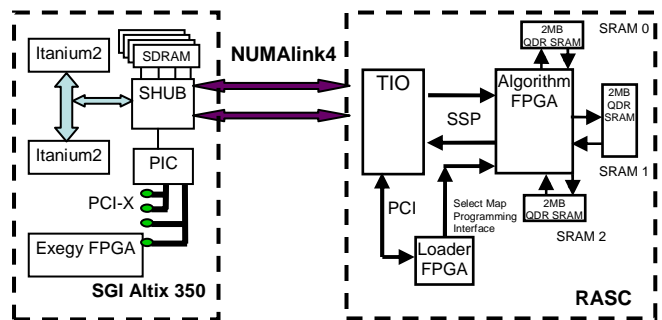 Itanium2
SDRAM
SHUB
Itanium2
PIC
PCI-X
Exegy FPGA
SGI Altix 350
NUMAlink4
TIO
SSP
Algorithm
FPGA
2MB
QDR SRAM
SRAM 0
2MB
QDR
SRAM
SRAM 1
2MB
QDR SRAM
SRAM 2
PCI
Select Map
Programming
Interface
Loader
FPGA
RASC